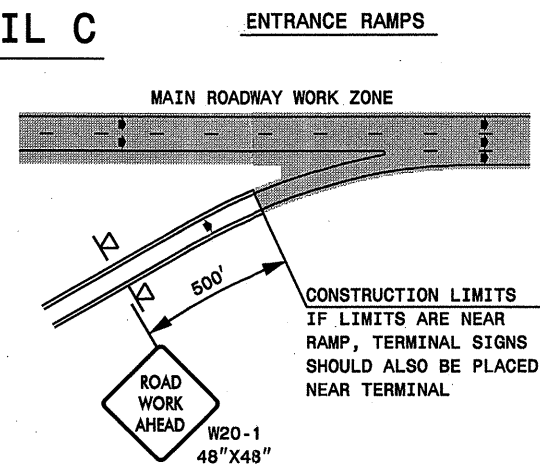 IL C
ENTRANCE RAMPS
MAIN ROADWAY WORK ZONE
500'
CONSTRUCTION LIMITS
IF LIMITS ARE NEAR
RAMP, TERMINAL SIGNS
SHOULD ALSO BE PLACED
NEAR TERMINAL
ROAD
WORK
AHEAD
W20-1
48"X48"